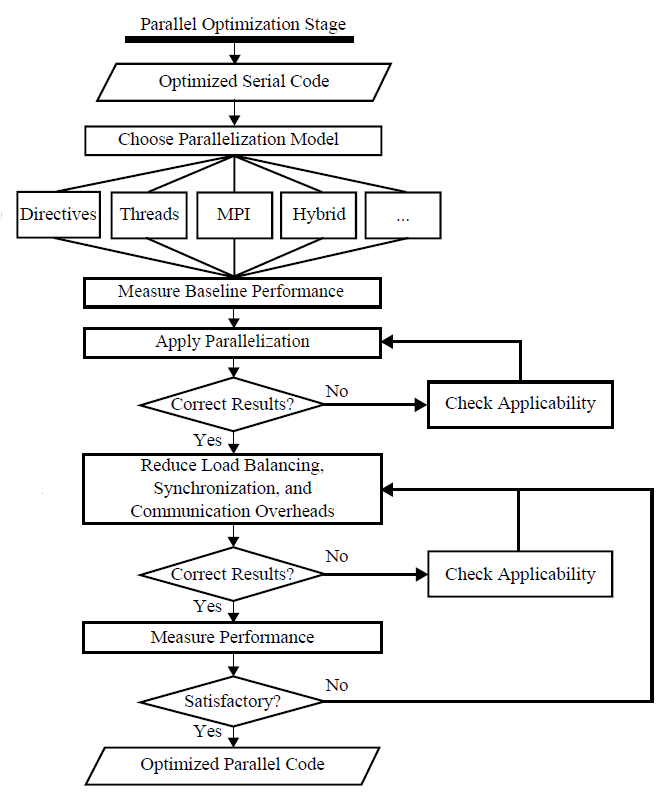 Parallel Optimization Stage
Optimized Serial Code
Choose Parallelization Model
Directives
Threads
MPI
Hybrid
...
Measure Baseline Performance
Apply Parallelization
Correct Results?
No
Check Applicability
Yes
Reduce Load Balancing,
Synchronization, and
Communication Overheads
Correct Results?
No
Check Applicability
Yes
Measure Performance
Satisfactory?
No
Yes
Optimized Parallel Code